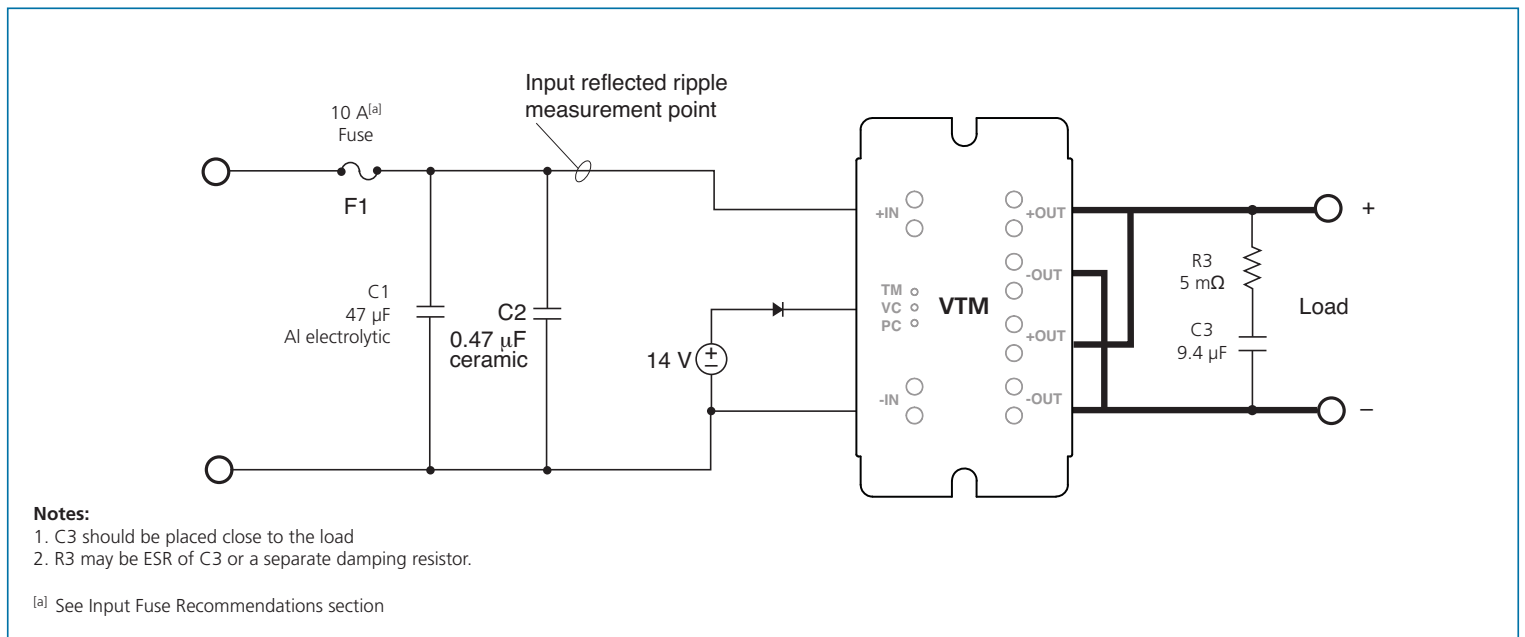 Input reflected ripple
measurement point
10 A[a]
Fuse
F1
C1
47 µF
Al electrolytic
C2
0.47 µF
ceramic
14 V
+
−
+IN
TM
VC
PC
-IN
VTM
+OUT
-OUT
+OUT
-OUT
+
R3
5 mΩ
C3
9.4 µF
Load
−
Notes:
1. C3 should be placed close to the load
2. R3 may be ESR of C3 or a separate damping resistor.
[a] See Input Fuse Recommendations section